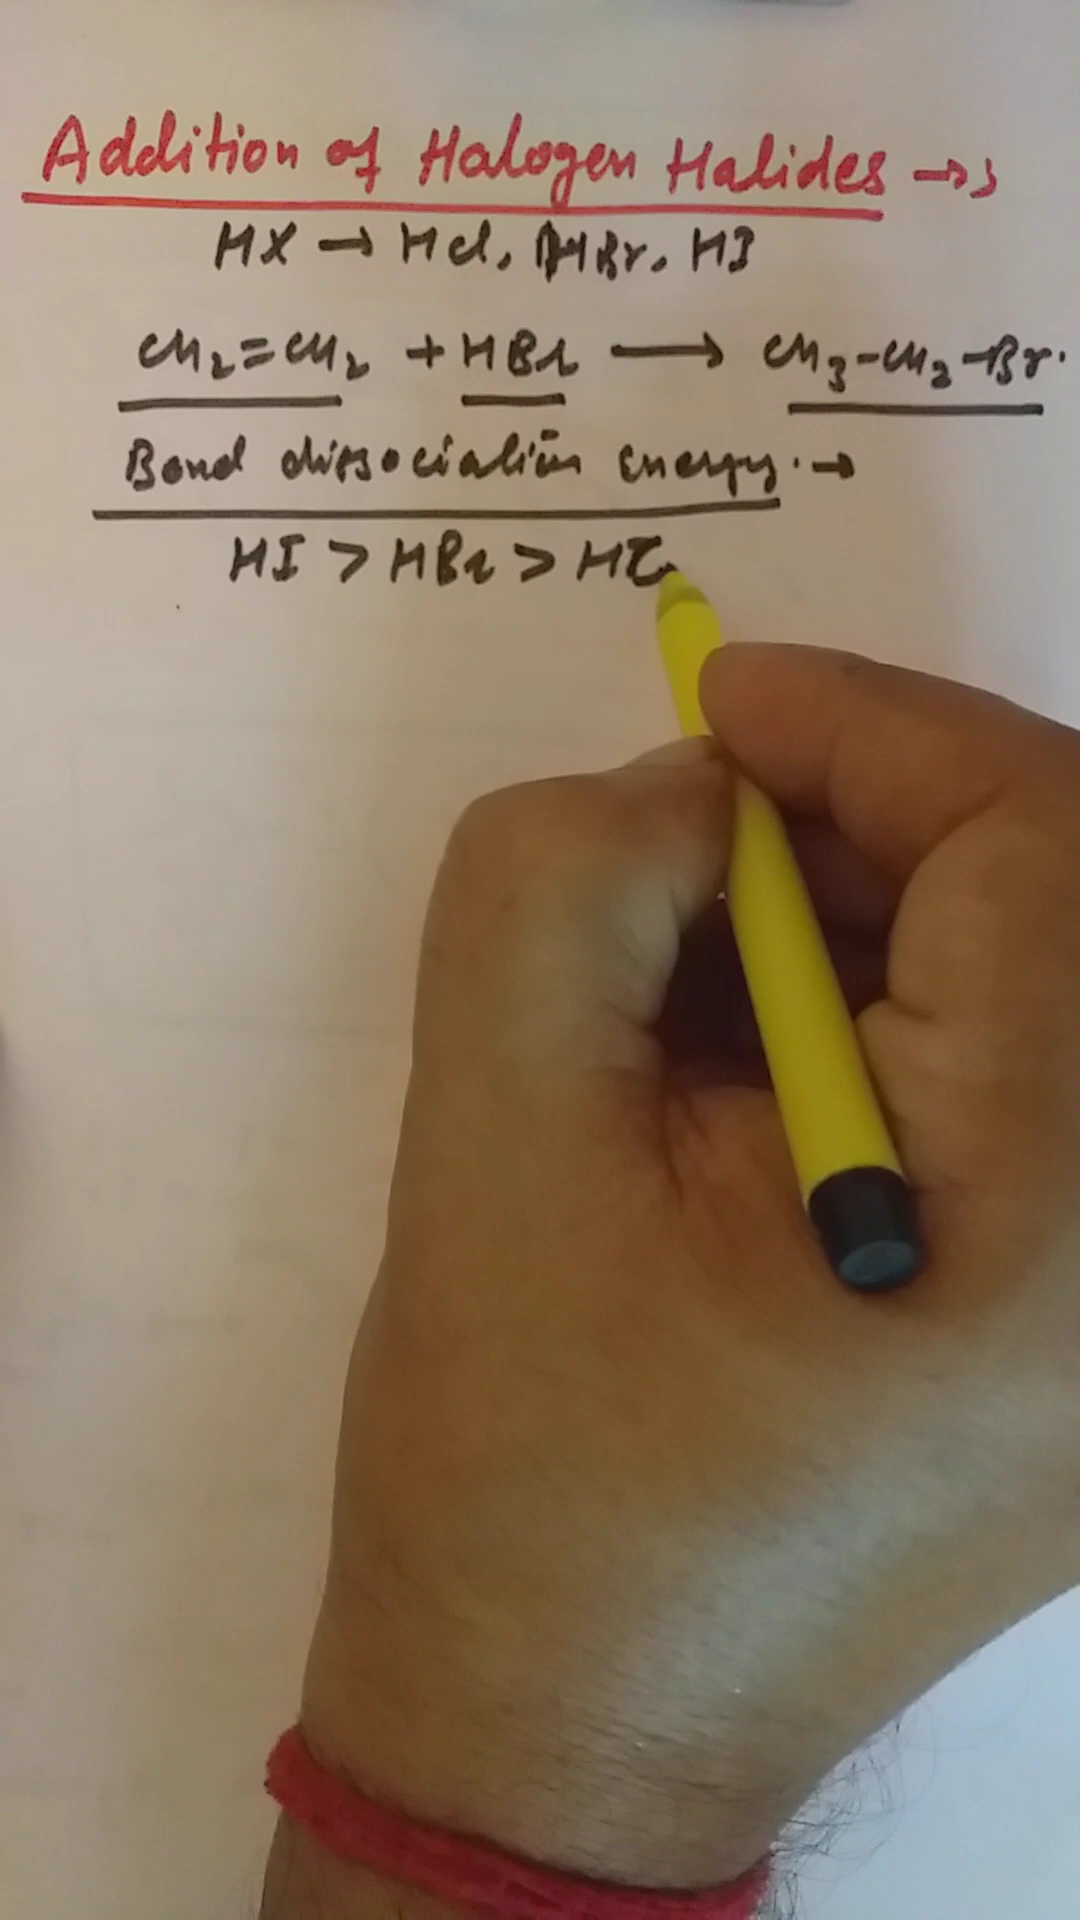 Addition of Halogen Halides →
HX → HCl, HBr, HI
CH₂=CH₂ + HBr ⟶ CH₃-CH₂-Br.
Bond dissociation Energy. →
HI > HBr > HC